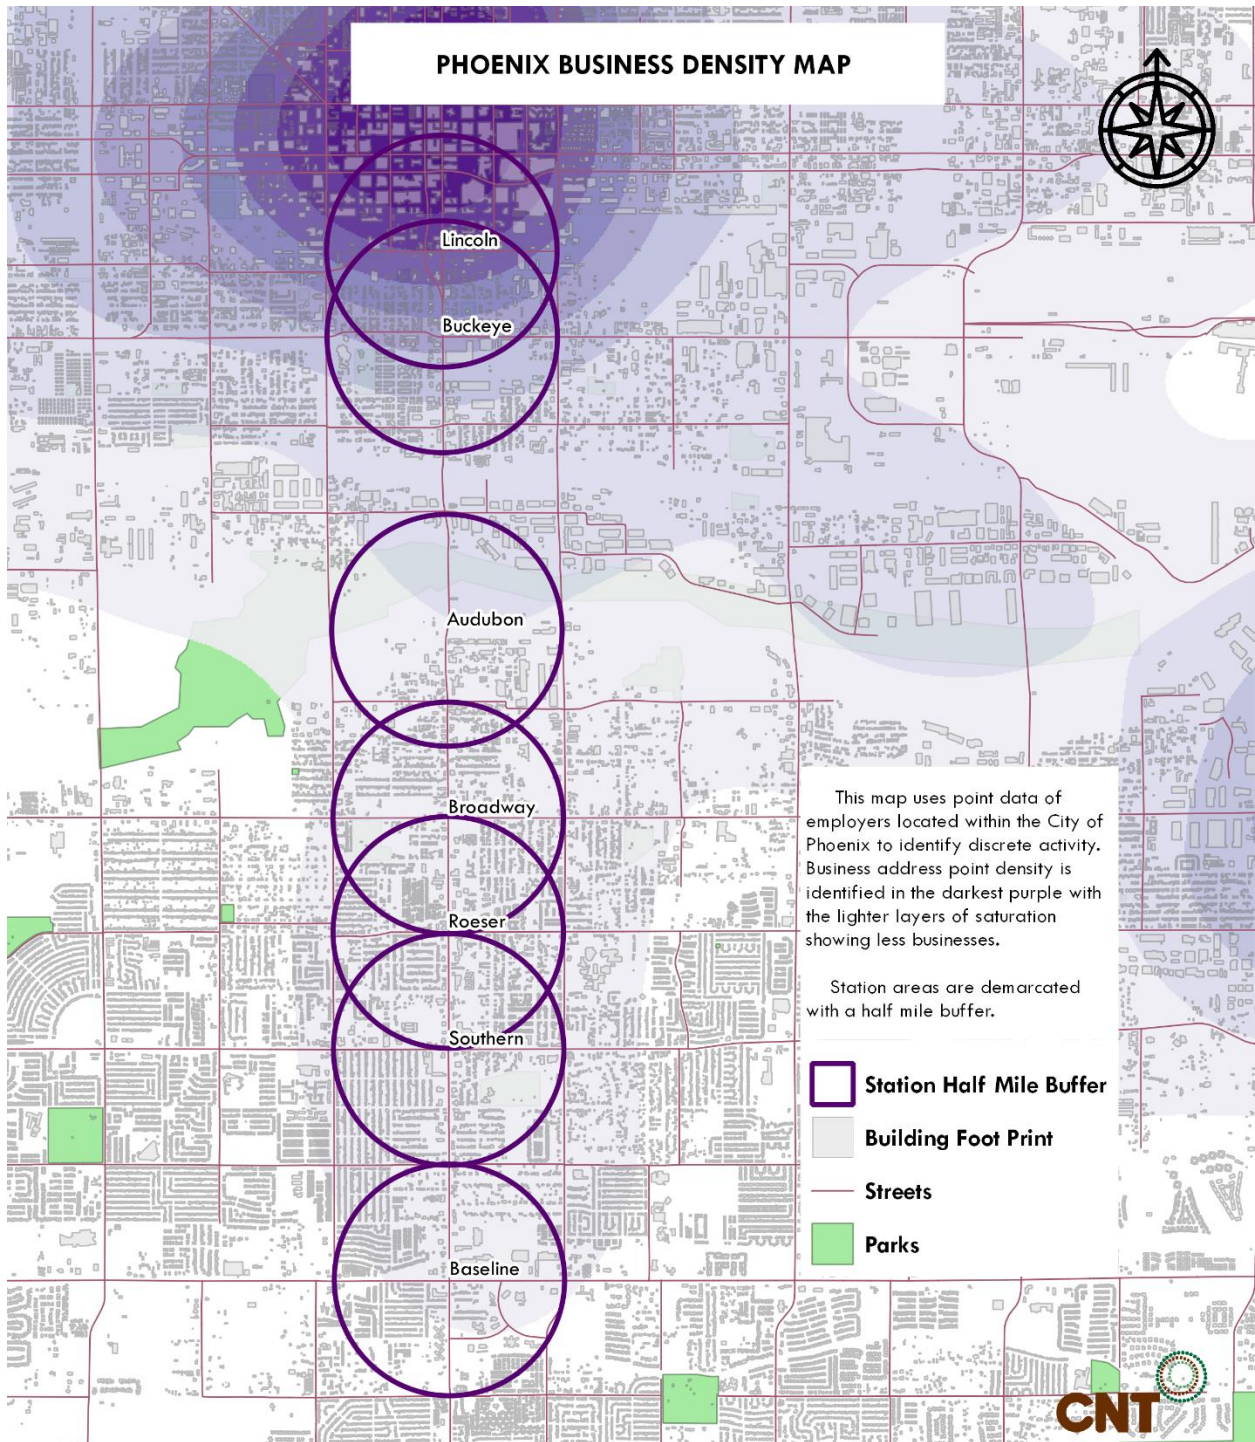 PHOENIX BUSINESS DENSITY MAP
Lincoln
Buckeye
Audubon
Broadway
Roeser
Southern
Baseline
This map uses point data of
employers located within the City of
Phoenix to identify discrete activity.
Business address point density is
identified in the darkest purple with
the lighter layers of saturation
showing less businesses.
Station areas are demarcated
with a half mile buffer.
Station Half Mile Buffer
Building Foot Print
Streets
Parks
CNT